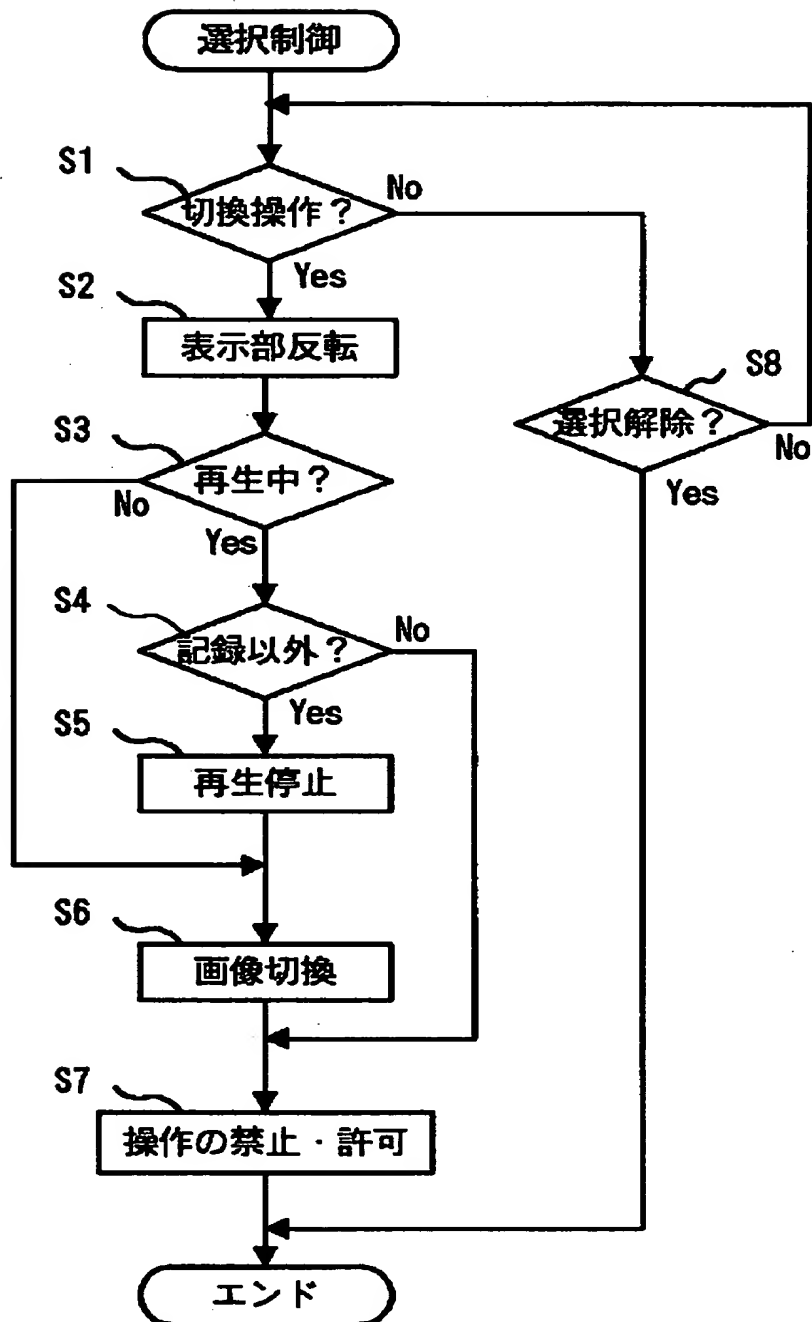 選択制御
S1
切換操作?
No
Yes
S2
表示部反転
S8
選択解除?
No
Yes
S3
再生中?
No
Yes
S4
記録以外?
No
Yes
S5
再生停止
S6
画像切換
S7
操作の禁止・許可
エンド